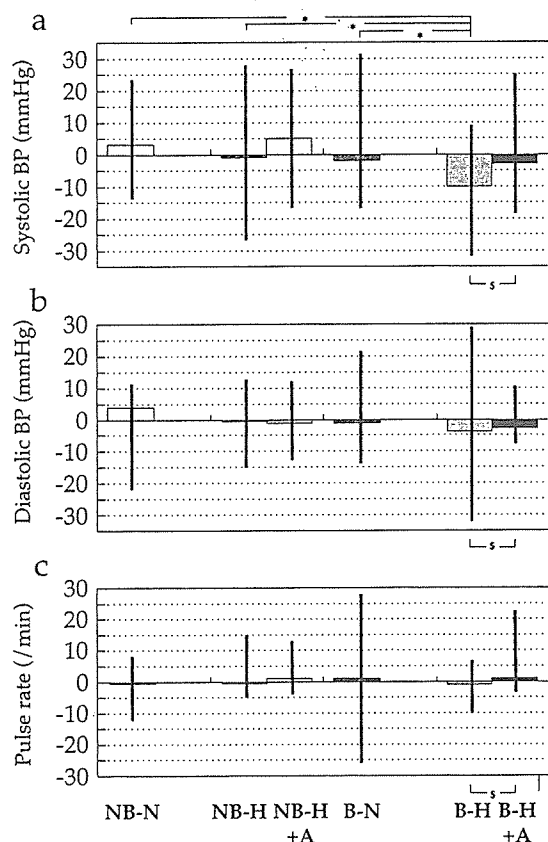 * 
*
*
a
Systolic BP (mmHg)
30
20
10
0
-10
-20
-30
s
b
Diastolic BP (mmHg)
30
20
10
0
-10
-20
-30
s
c
Pulse rate (/min)
30
20
10
0
-10
-20
-30
s
NB-N NB-H NB-H B-N B-H B-H
+A +A